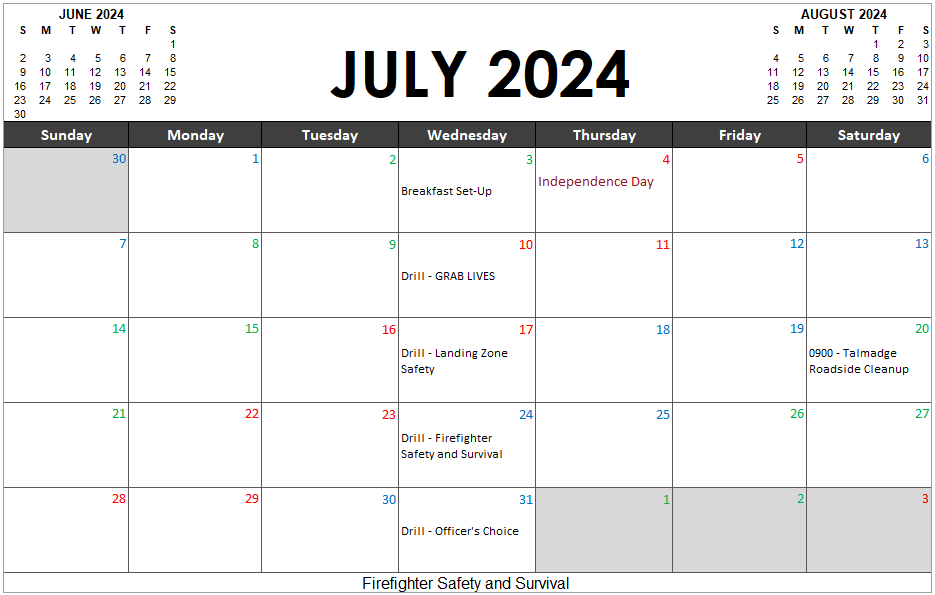 JUNE 2024
S M T W T F S
1
2 3 4 5 6 7 8
9 10 11 12 13 14 15
16 17 18 19 20 21 22
23 24 25 26 27 28 29
30
JULY 2024
AUGUST 2024
S M T W T F S
1 2 3
4 5 6 7 8 9 10
11 12 13 14 15 16 17
18 19 20 21 22 23 24
25 26 27 28 29 30 31
Sunday Monday Tuesday Wednesday Thursday Friday Saturday
30 1 2 3 4 5 6
Independence Day
Breakfast Set-Up
7 8 9 10 11 12 13
Drill - GRAB LIVES
14 15 16 17 18 19 20
Drill - Landing Zone
Safety
0900 - Talmadge
Roadside Cleanup
21 22 23 24 25 26 27
Drill - Firefighter
Safety and Survival
28 29 30 31 1 2 3
Drill - Officer's Choice
Firefighter Safety and Survival